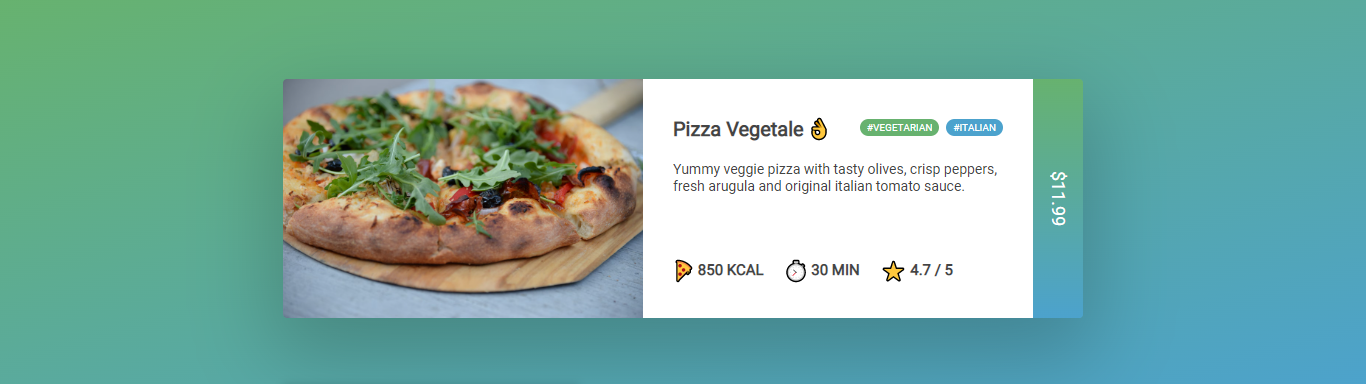 Pizza Vegetale 👌
#VEGETARIAN
#ITALIAN
Yummy veggie pizza with tasty olives, crisp peppers,
fresh arugula and original italian tomato sauce.
🍕 850 KCAL
⏱ 30 MIN
⭐ 4.7 / 5
$11.99